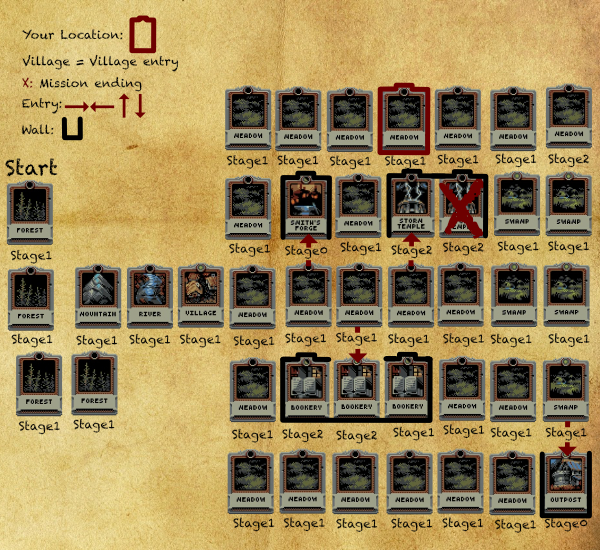 Your Location:
Village = Village entry
X: Mission ending
Entry:
Wall:
MEADOW MEADOW MEADOW MEADOW MEADOW MEADOW MEADOW
Stage1 Stage1 Stage1 Stage1 Stage1 Stage1 Stage2
Start
FOREST MEADOW SMITH'S FORGE MEADOW STORM TEMPLE SWAMP SWAMP
Stage1 Stage1 Stage0 Stage1 Stage2 Stage2 Stage1 Stage1
FOREST MOUNTAIN RIVER VILLAGE MEADOW MEADOW MEADOW MEADOW MEADOW SWAMP SWAMP
Stage1 Stage1 Stage1 Stage1 Stage1 Stage1 Stage1 Stage1 Stage1 Stage1 Stage1
FOREST FOREST MEADOW BOOKERY BOOKERY BOOKERY MEADOW MEADOW SWAMP
Stage1 Stage1 Stage1 Stage2 Stage2 Stage1 Stage1 Stage1 Stage1
MEADOW MEADOW MEADOW MEADOW MEADOW MEADOW OUTPOST
Stage1 Stage1 Stage1 Stage1 Stage1 Stage1 Stage0